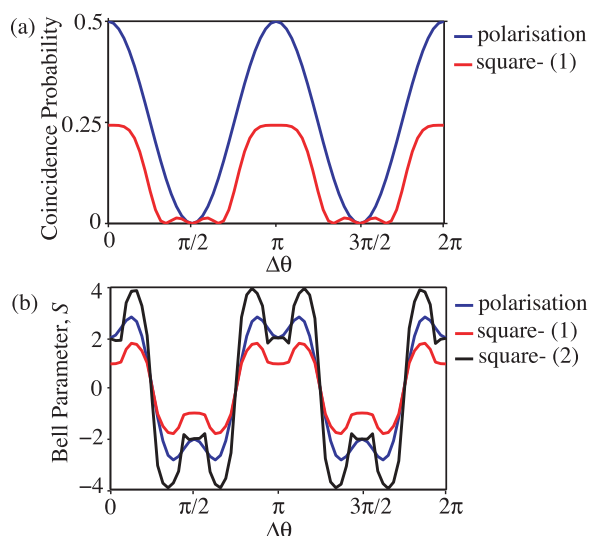 (a)
Coincidence Probability
0.5
0.25
0
0 π/2 π 3π/2 2π
Δθ
polarisation
square- (1)
(b)
Bell Parameter, S
4
2
0
−2
−4
0 π/2 π 3π/2 2π
Δθ
polarisation
square- (1)
square- (2)